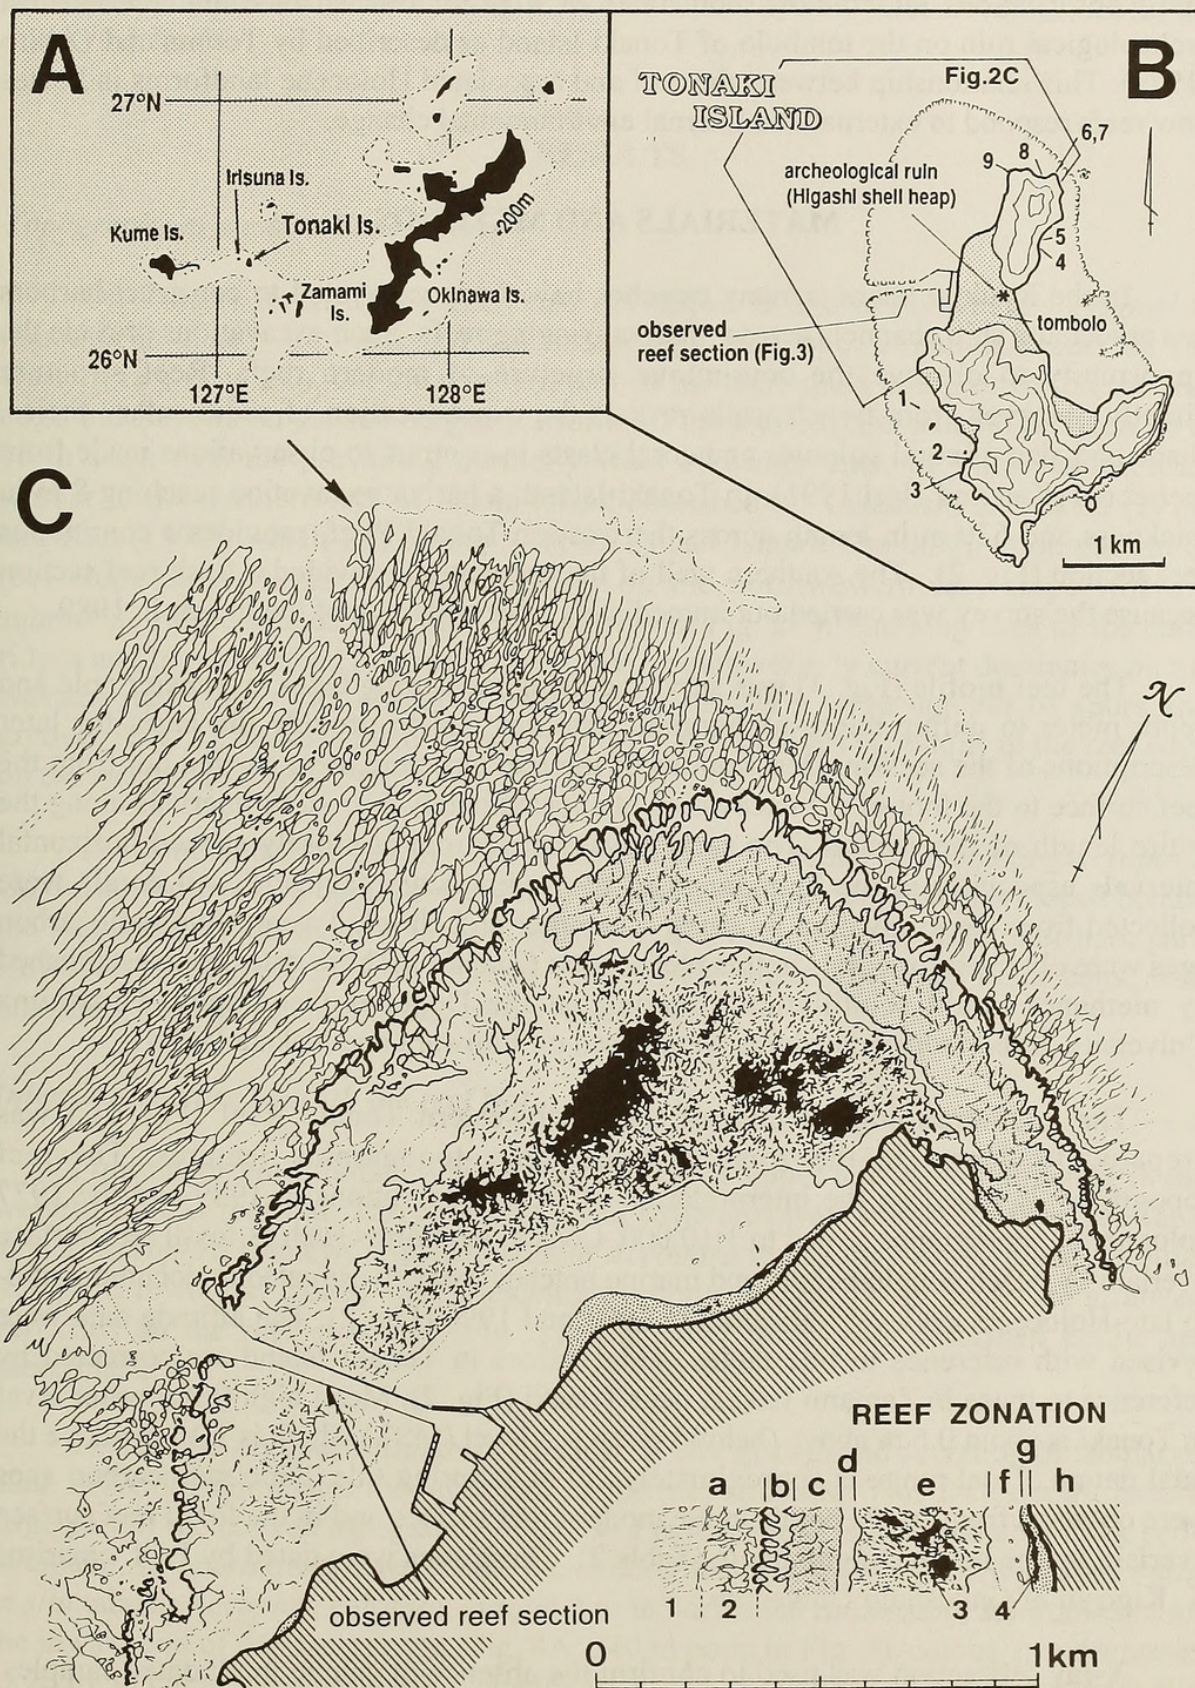 A
27°N
Irisuna Is.
Tonaki Is.
Kume Is.
-200m
Zamami
Is.
Okinawa Is.
26°N
127°E
128°E
B
TONAKI
ISLAND
Fig.2C
6,7
8
9
archeological ruin
(Higashi shell heap)
5
4
observed
reef section (Fig.3)
tombolo
1
2
3
1 km
C
N
REEF ZONATION
a
b
c
d
e
f
g
h
1
2
3
4
observed reef section
0
1km